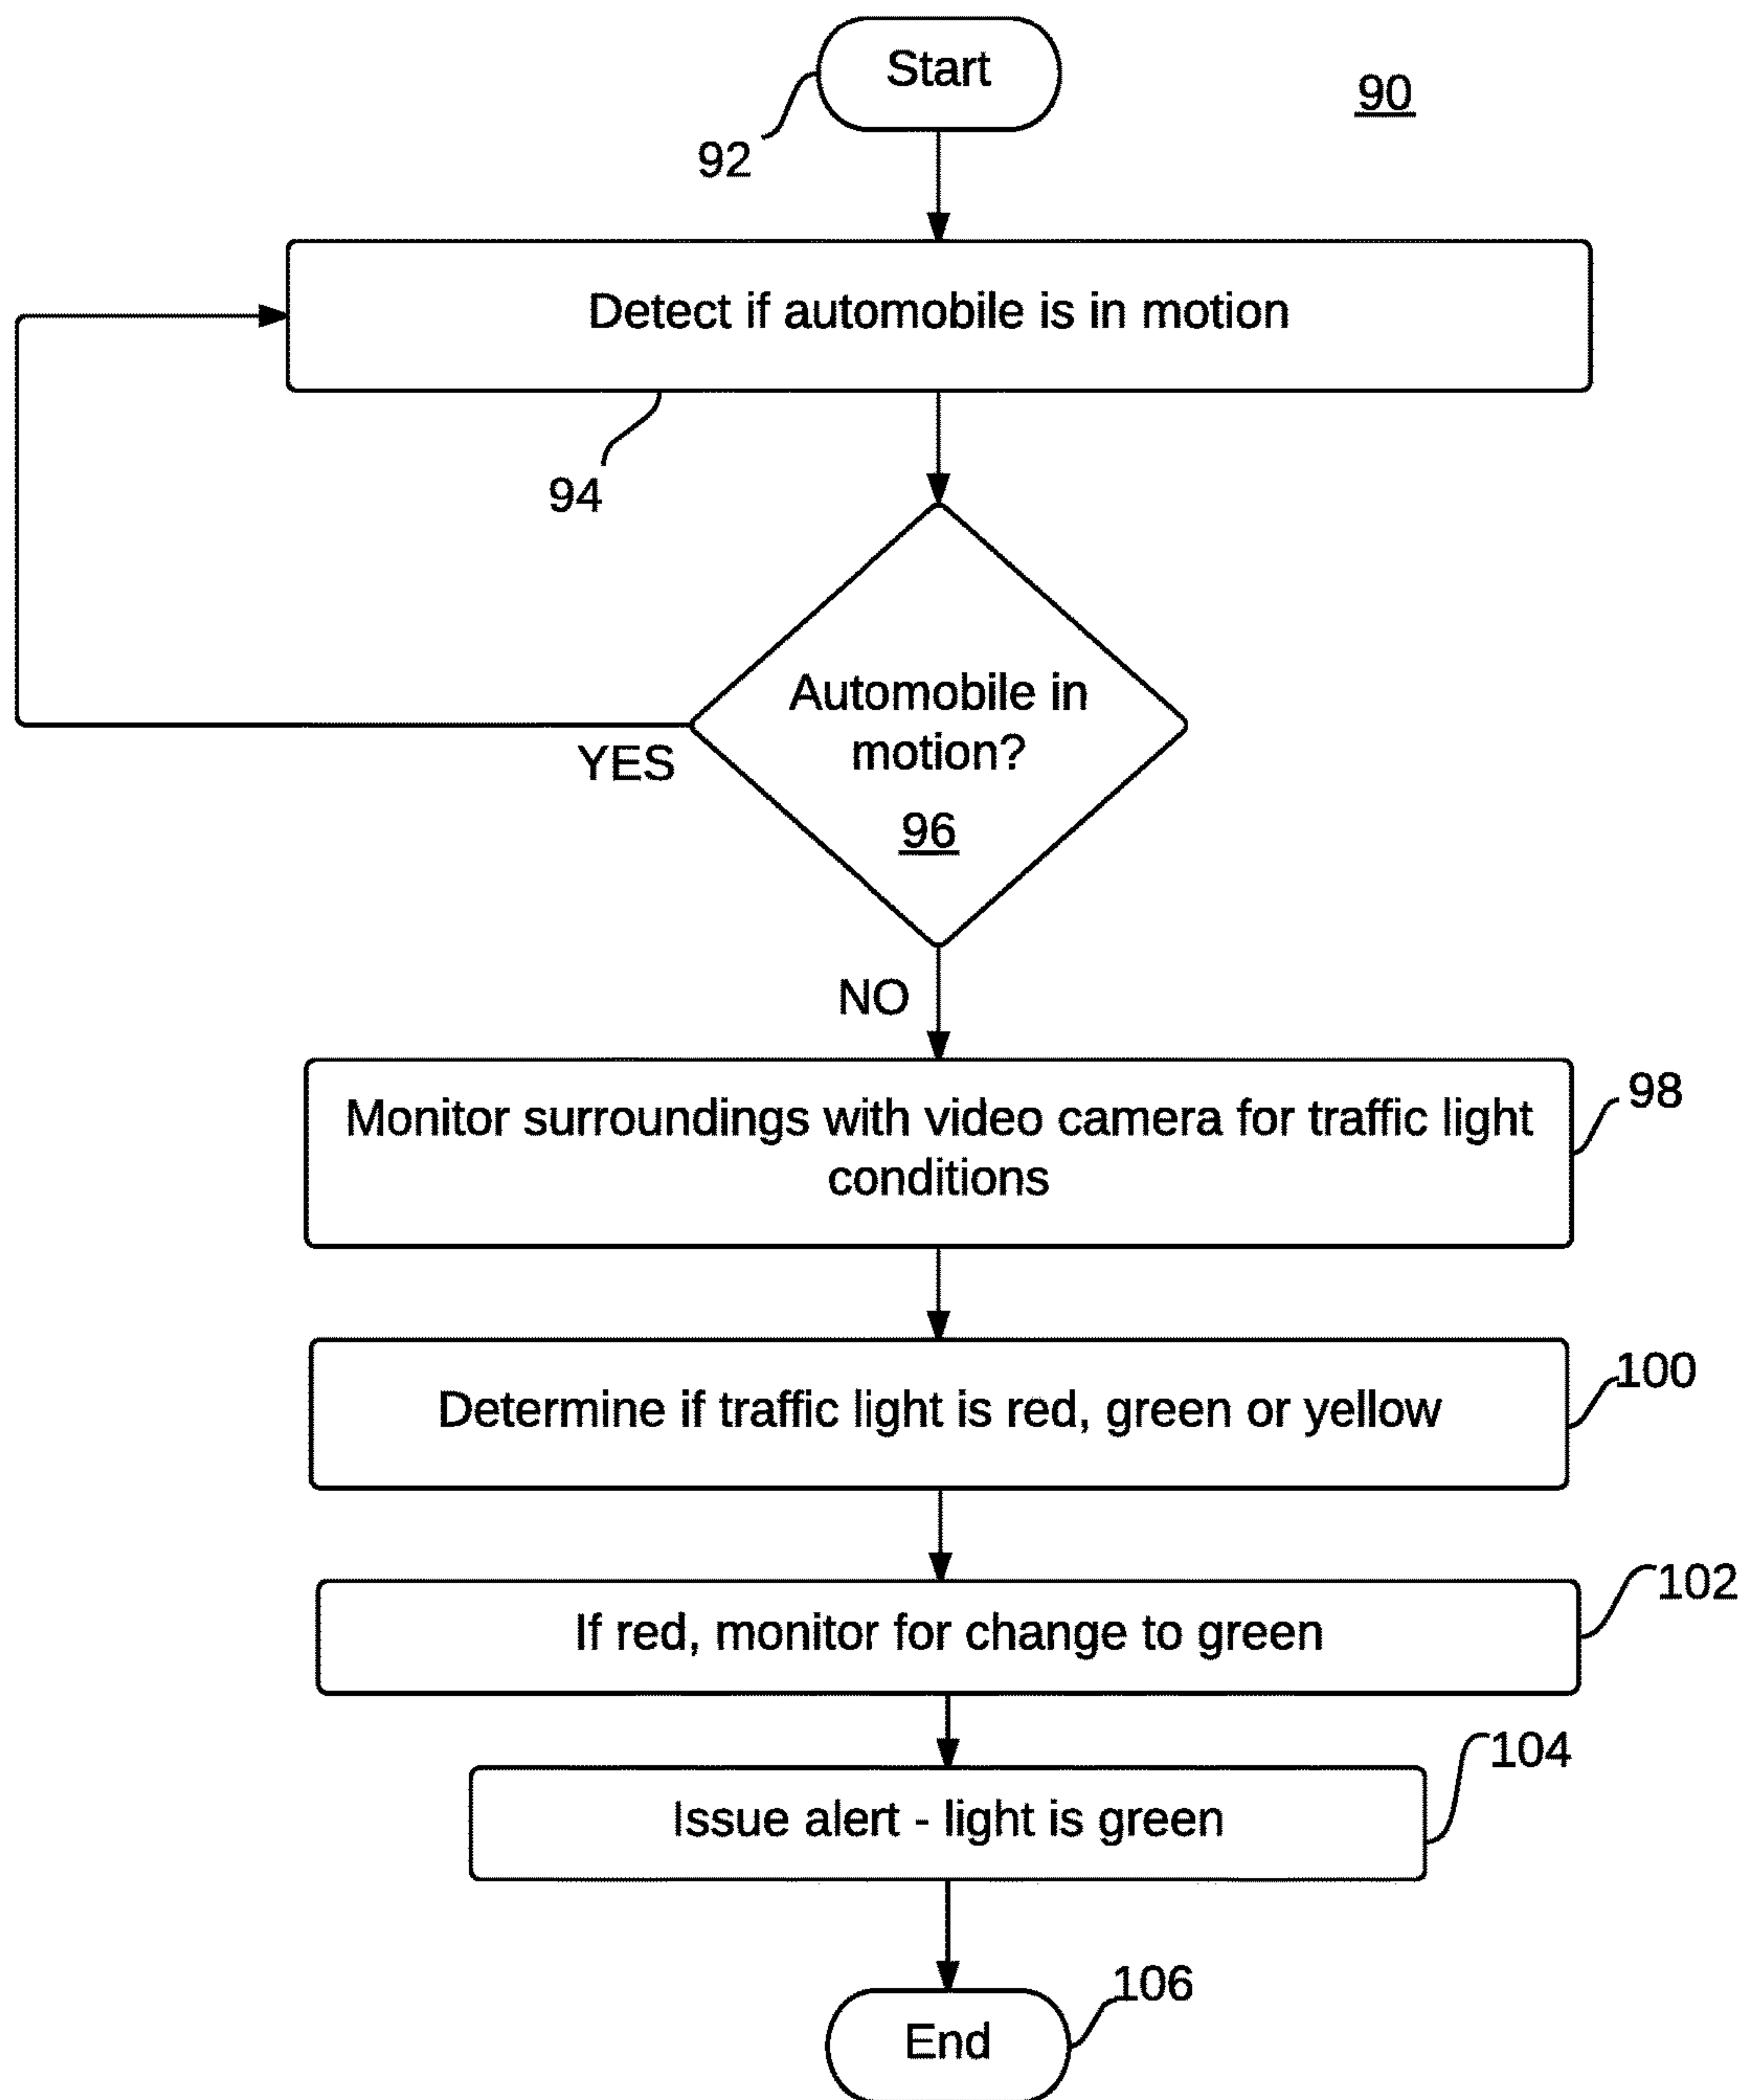 Start
90
92
Detect if automobile is in motion
94
Automobile in
motion?
96
YES
NO
Monitor surroundings with video camera for traffic light
conditions
98
Determine if traffic light is red, green or yellow
100
If red, monitor for change to green
102
Issue alert - light is green
104
End
106